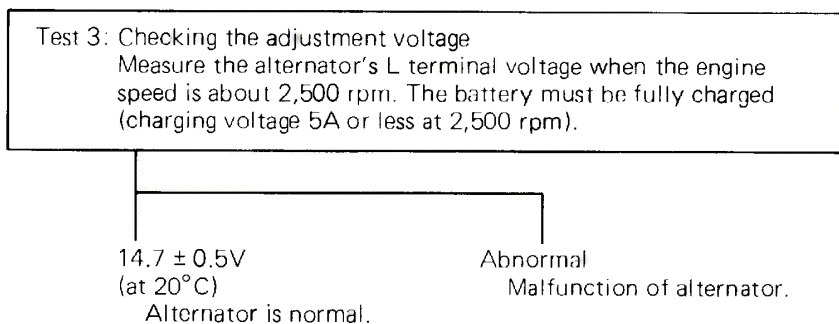 Test 3: Checking the adjustment voltage
Measure the alternator's L terminal voltage when the engine
speed is about 2,500 rpm. The battery must be fully charged
(charging voltage 5A or less at 2,500 rpm).
14.7 ± 0.5V
(at 20°C)
Alternator is normal.
Abnormal
Malfunction of alternator.